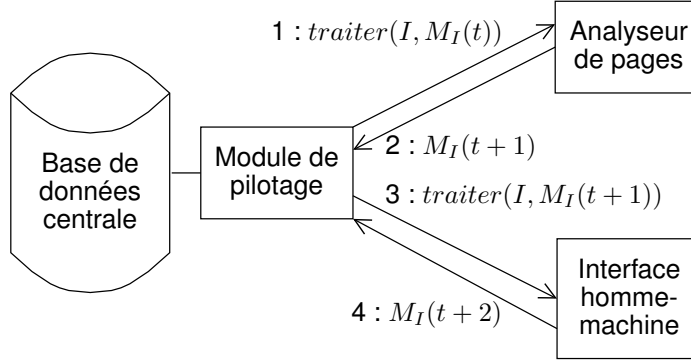 1 : traiter(I, M_I(t))
Analyseur
de pages
Base de
données
centrale
Module de
pilotage
2 : M_I(t+1)
3 : traiter(I, M_I(t+1))
4 : M_I(t+2)
Interface
homme-
machine